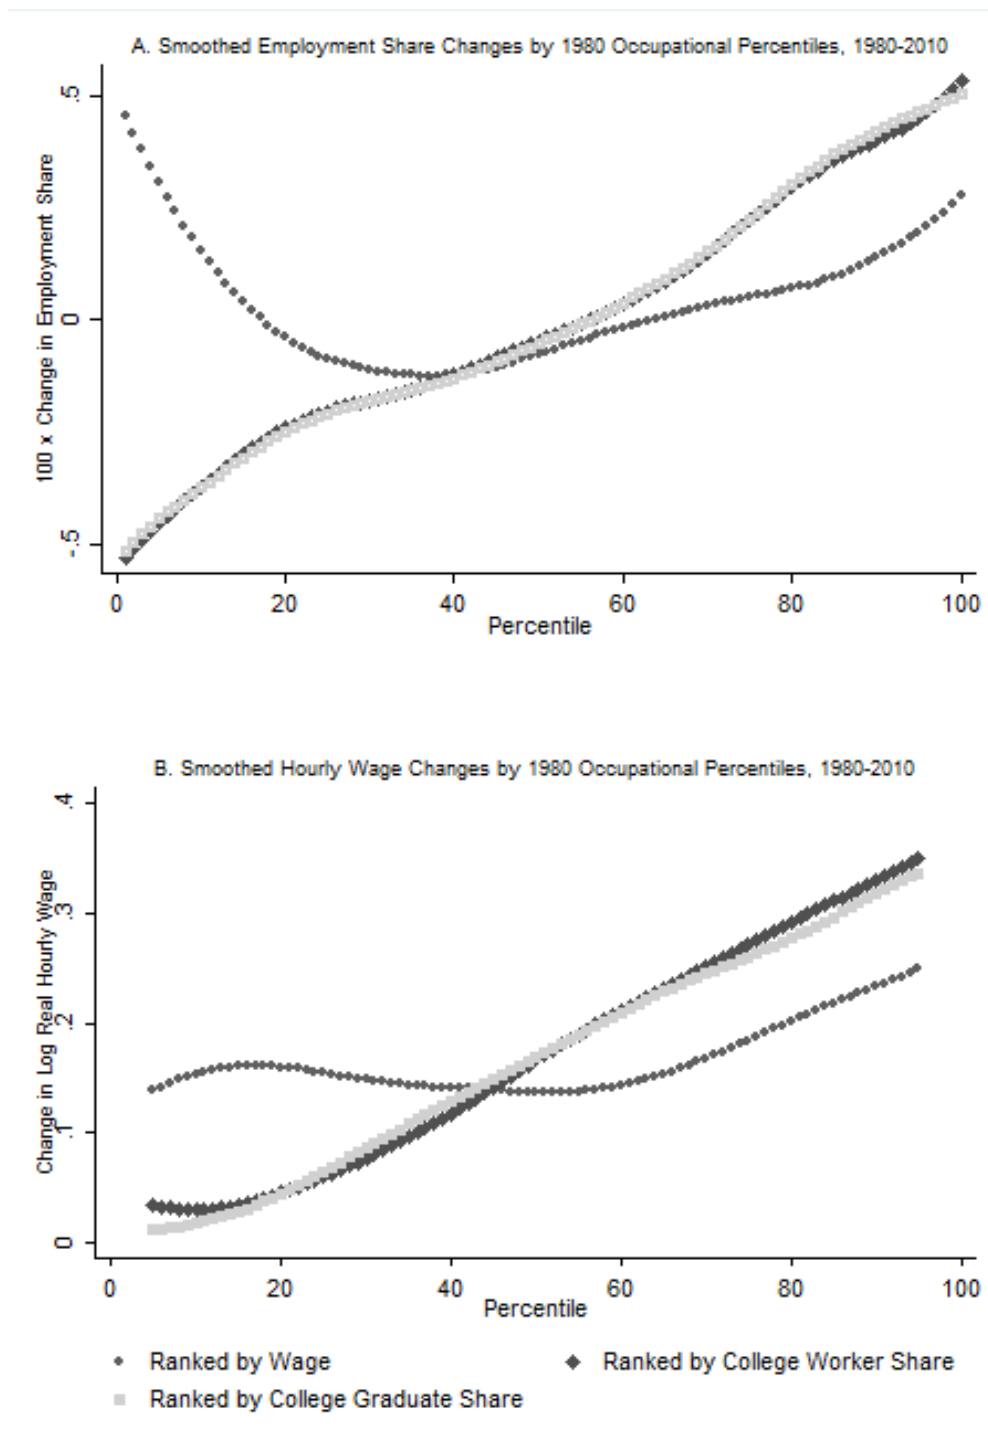 A. Smoothed Employment Share Changes by 1980 Occupational Percentiles, 1980-2010
100 x Change in Employment Share
.5
0
-.5
0 20 40 60 80 100
Percentile
B. Smoothed Hourly Wage Changes by 1980 Occupational Percentiles, 1980-2010
Change in Log Real Hourly Wage
.4
.3
.2
.1
0
0 20 40 60 80 100
Percentile
Ranked by Wage
Ranked by College Worker Share
Ranked by College Graduate Share